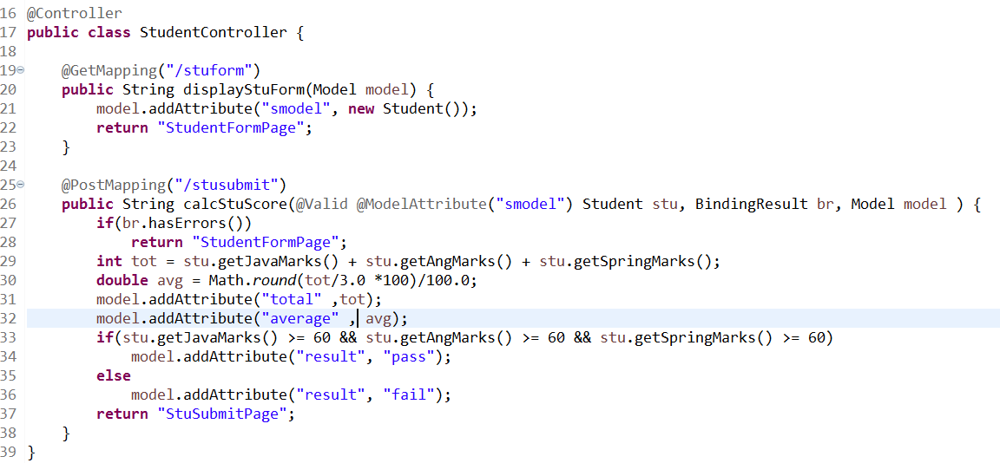 16 @Controller
17 public class StudentController {
18
19 @GetMapping("/stuform")
20 public String displayStuForm(Model model) {
21 model.addAttribute("smodel", new Student());
22 return "StudentFormPage";
23 }
24
25 @PostMapping("/stusubmit")
26 public String calcStuScore(@Valid @ModelAttribute("smodel") Student stu, BindingResult br, Model model ) {
27 if(br.hasErrors())
28 return "StudentFormPage";
29 int tot = stu.getJavaMarks() + stu.getAngMarks() + stu.getSpringMarks();
30 double avg = Math.round(tot/3.0 *100)/100.0;
31 model.addAttribute("total" ,tot);
32 model.addAttribute("average" , avg);
33 if(stu.getJavaMarks() >= 60 && stu.getAngMarks() >= 60 && stu.getSpringMarks() >= 60)
34 model.addAttribute("result", "pass");
35 else
36 model.addAttribute("result", "fail");
37 return "StuSubmitPage";
38 }
39 }